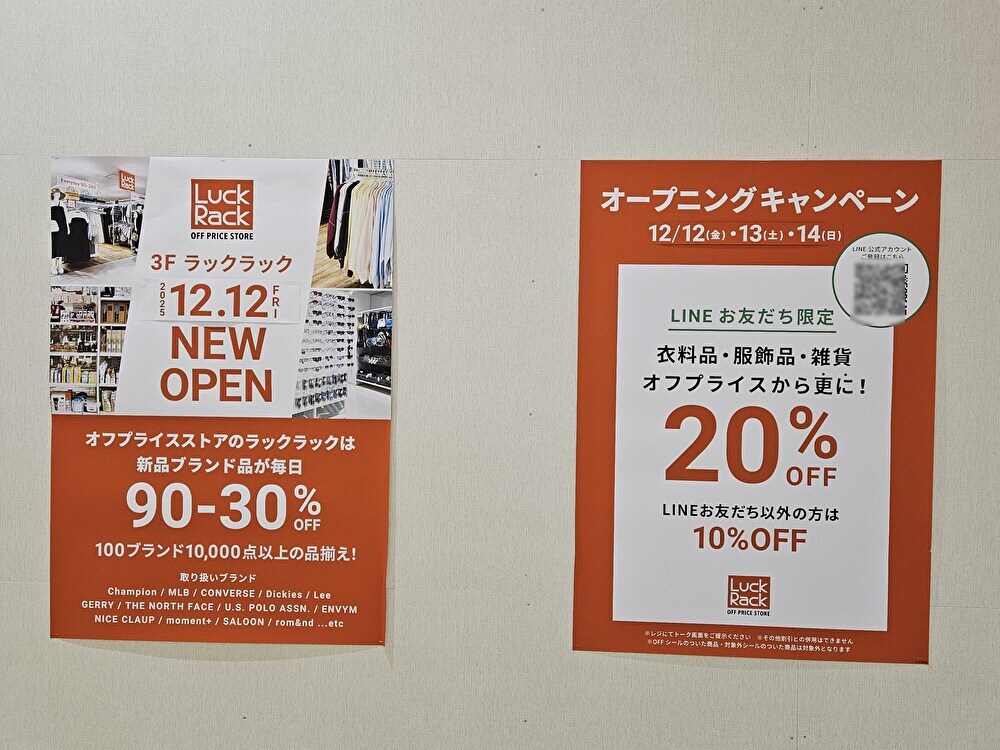 Luck
Rack
OFF PRICE STORE
3F ラックラック
2025 12.12 FRI
NEW
OPEN
オフプライスストアのラックラックは
新品ブランド品が毎日
90-30%OFF
100ブランド10,000点以上の品揃え!
取り扱いブランド
Champion / MLB / CONVERSE / Dickies / Lee
GERRY / THE NORTH FACE / U.S. POLO ASSN. / ENVYM
NICE CLAUP / moment+ / SALOON / rom&nd ...etc
オープニングキャンペーン
12/12(金)・13(土)・14(日)
LINE 公式アカウント
ご登録はこちら
LINE お友だち限定
衣料品・服飾品・雑貨
オフプライスから更に!
20%OFF
LINEお友だち以外の方は
10%OFF
Luck
Rack
OFF PRICE STORE
※レジにてトーク画面をご提示ください ※その他割引との併用はできません
※OFF シールのついた商品・対象外シールのついた商品は対象外となります